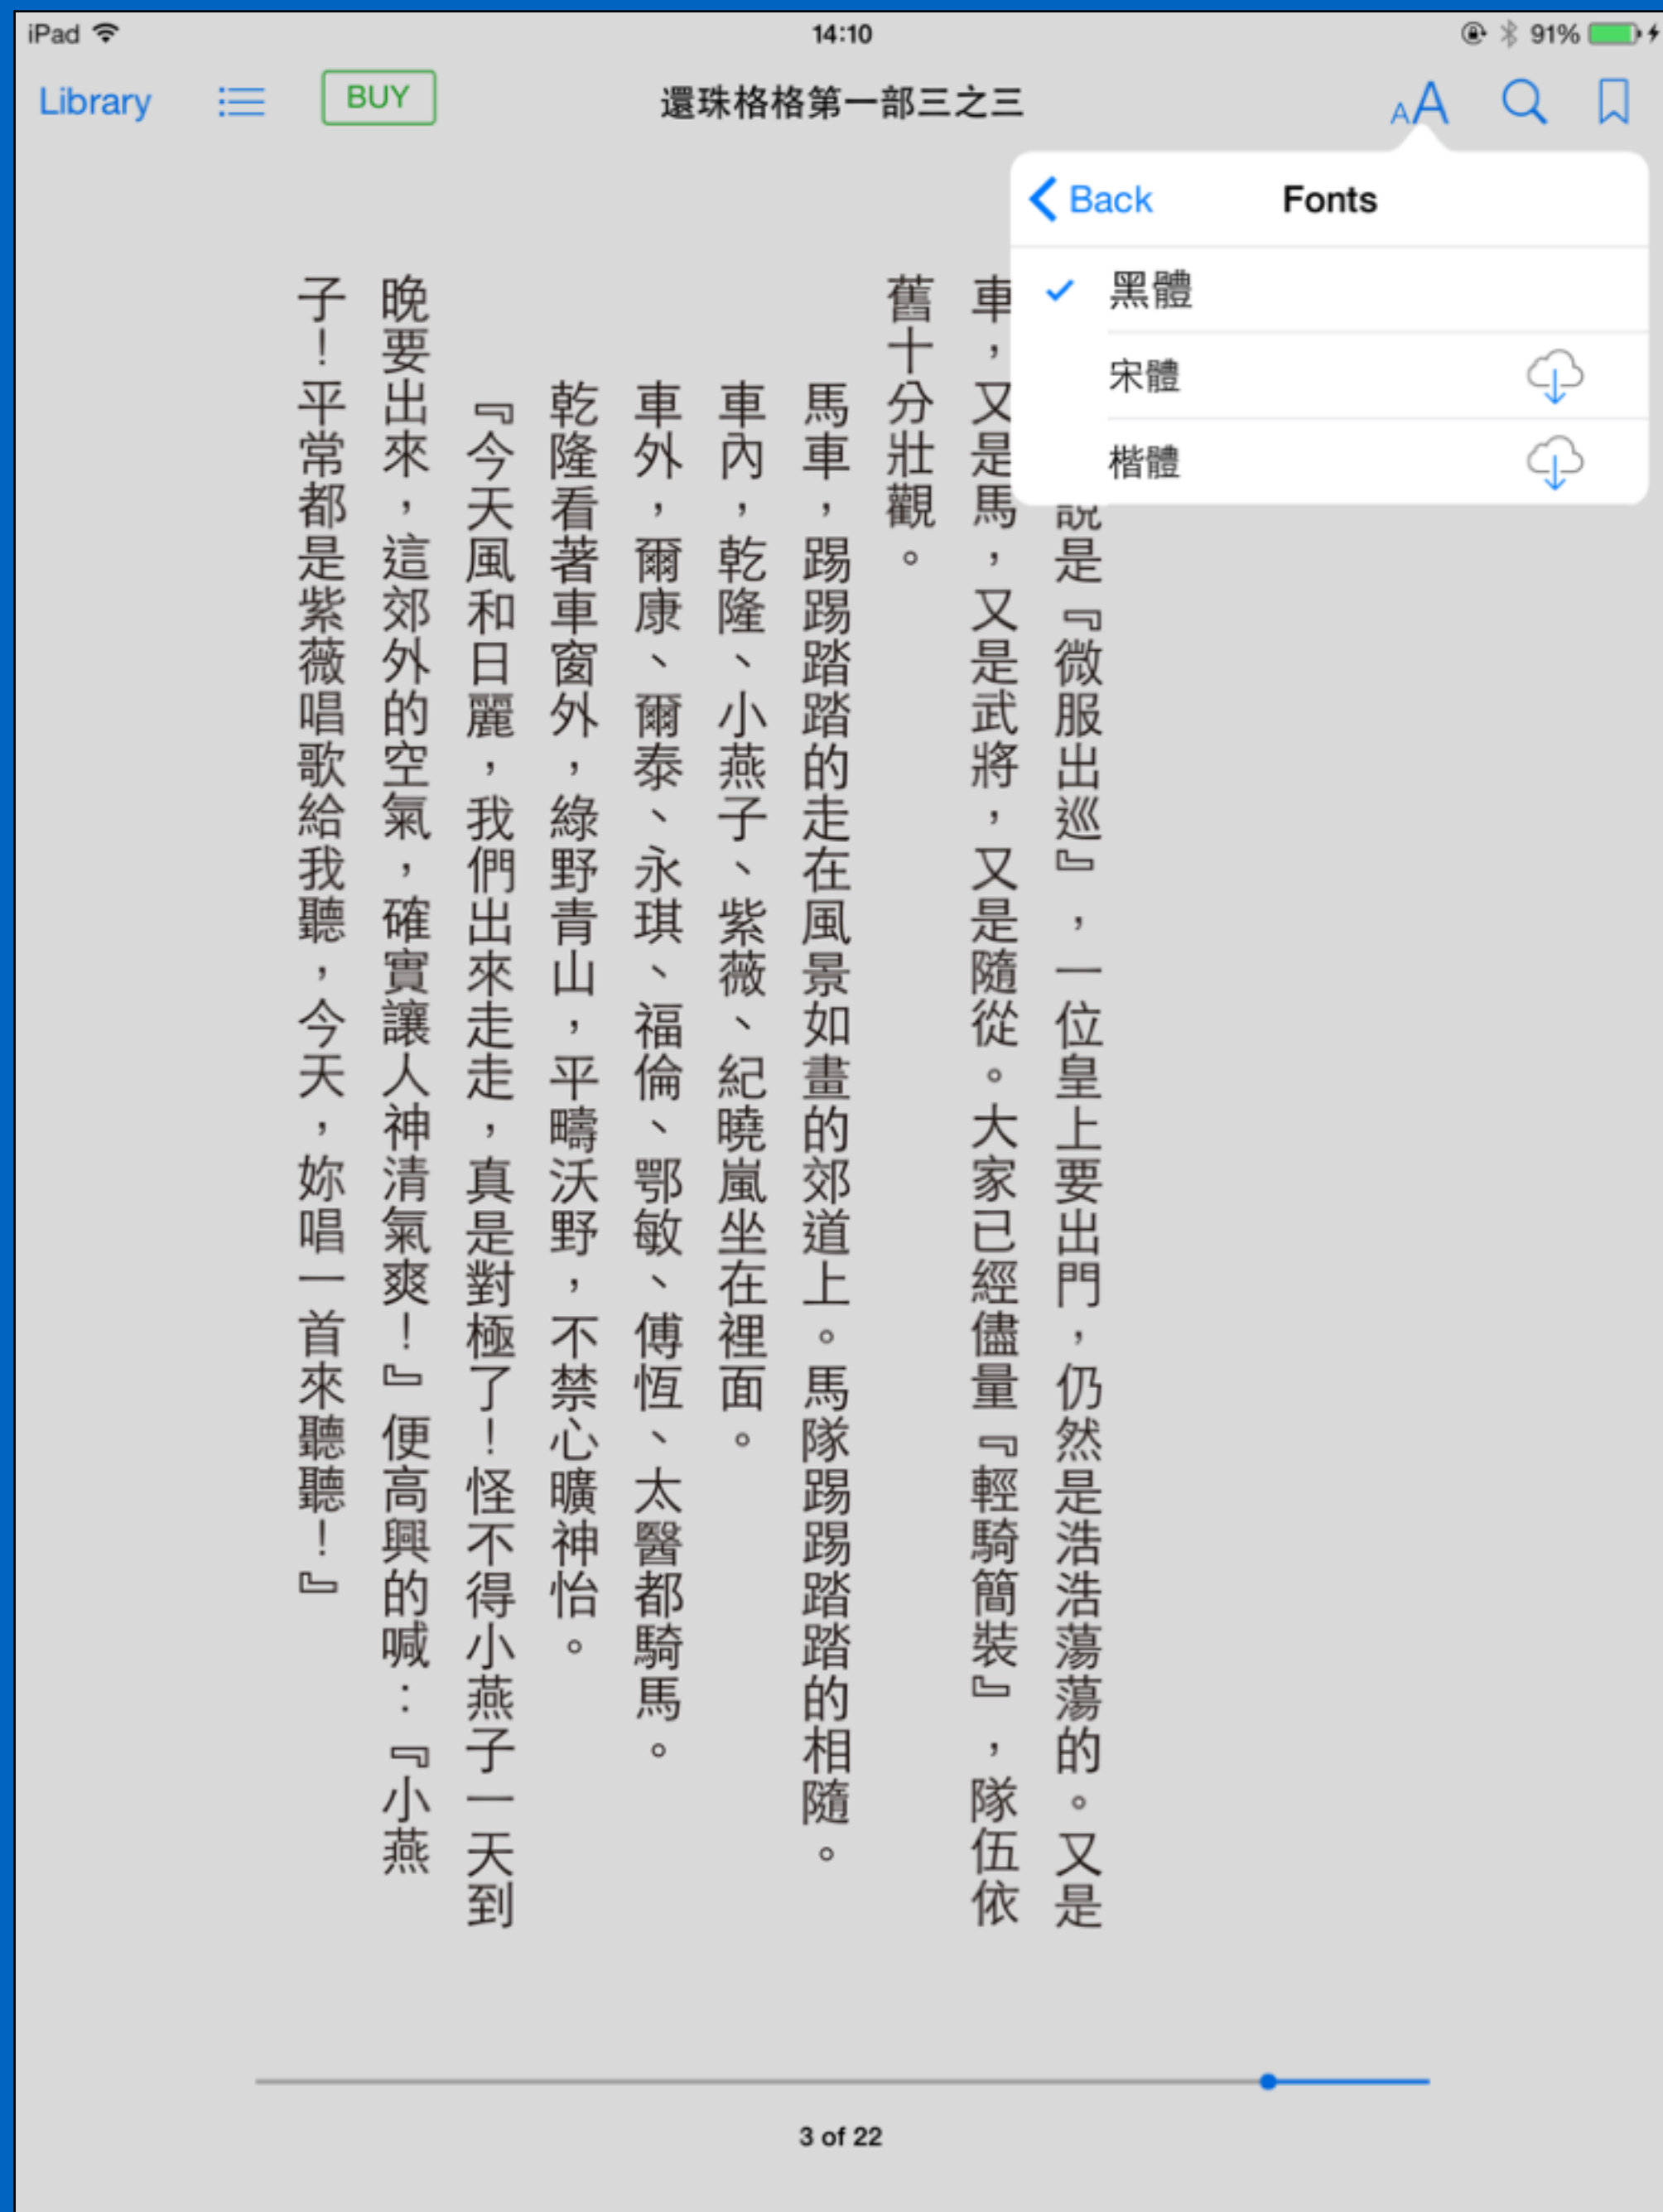 iPad
14:10
91%
Library
BUY
還珠格格第一部三之三
AA
Back
Fonts
黑體
宋體
楷體
說是『微服出巡』，一位皇上要出門，仍然是浩浩蕩蕩的。又是
車，又是馬，又是武將，又是隨從。大家已經儘量『輕騎簡裝』，隊伍依
舊十分壯觀。
馬車，踢踢踏踏的走在風景如畫的郊道上。馬隊踢踢踏踏的相隨。
車內，乾隆、小燕子、紫薇、紀曉嵐坐在裡面。
車外，爾康、爾泰、永琪、福倫、鄂敏、傅恆、太醫都騎馬。
乾隆看著車窗外，綠野青山，平疇沃野，不禁心曠神怡。
『今天風和日麗，我們出來走走，真是對極了！怪不得小燕子一天到
晚要出來，這郊外的空氣，確實讓人神清氣爽！』便高興的喊：『小燕
子！平常都是紫薇唱歌給我聽，今天，妳唱一首來聽聽！』
3 of 22